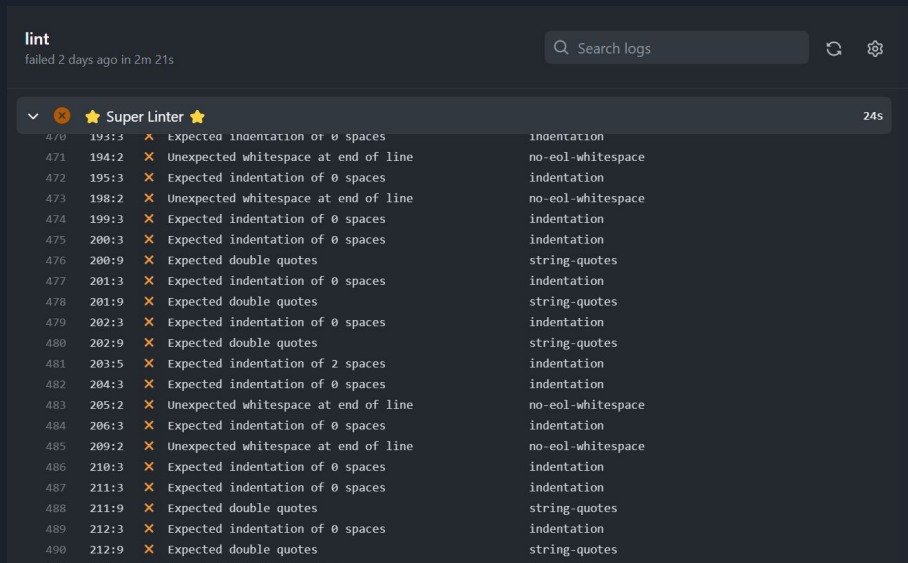 lint
failed 2 days ago in 2m 21s
Search logs
⭐ Super Linter ⭐ 24s
470 193:3 ✕ Expected indentation of 0 spaces indentation
471 194:2 ✕ Unexpected whitespace at end of line no-eol-whitespace
472 195:3 ✕ Expected indentation of 0 spaces indentation
473 198:2 ✕ Unexpected whitespace at end of line no-eol-whitespace
474 199:3 ✕ Expected indentation of 0 spaces indentation
475 200:3 ✕ Expected indentation of 0 spaces indentation
476 200:9 ✕ Expected double quotes string-quotes
477 201:3 ✕ Expected indentation of 0 spaces indentation
478 201:9 ✕ Expected double quotes string-quotes
479 202:3 ✕ Expected indentation of 0 spaces indentation
480 202:9 ✕ Expected double quotes string-quotes
481 203:5 ✕ Expected indentation of 2 spaces indentation
482 204:3 ✕ Expected indentation of 0 spaces indentation
483 205:2 ✕ Unexpected whitespace at end of line no-eol-whitespace
484 206:3 ✕ Expected indentation of 0 spaces indentation
485 209:2 ✕ Unexpected whitespace at end of line no-eol-whitespace
486 210:3 ✕ Expected indentation of 0 spaces indentation
487 211:3 ✕ Expected indentation of 0 spaces indentation
488 211:9 ✕ Expected double quotes string-quotes
489 212:3 ✕ Expected indentation of 0 spaces indentation
490 212:9 ✕ Expected double quotes string-quotes